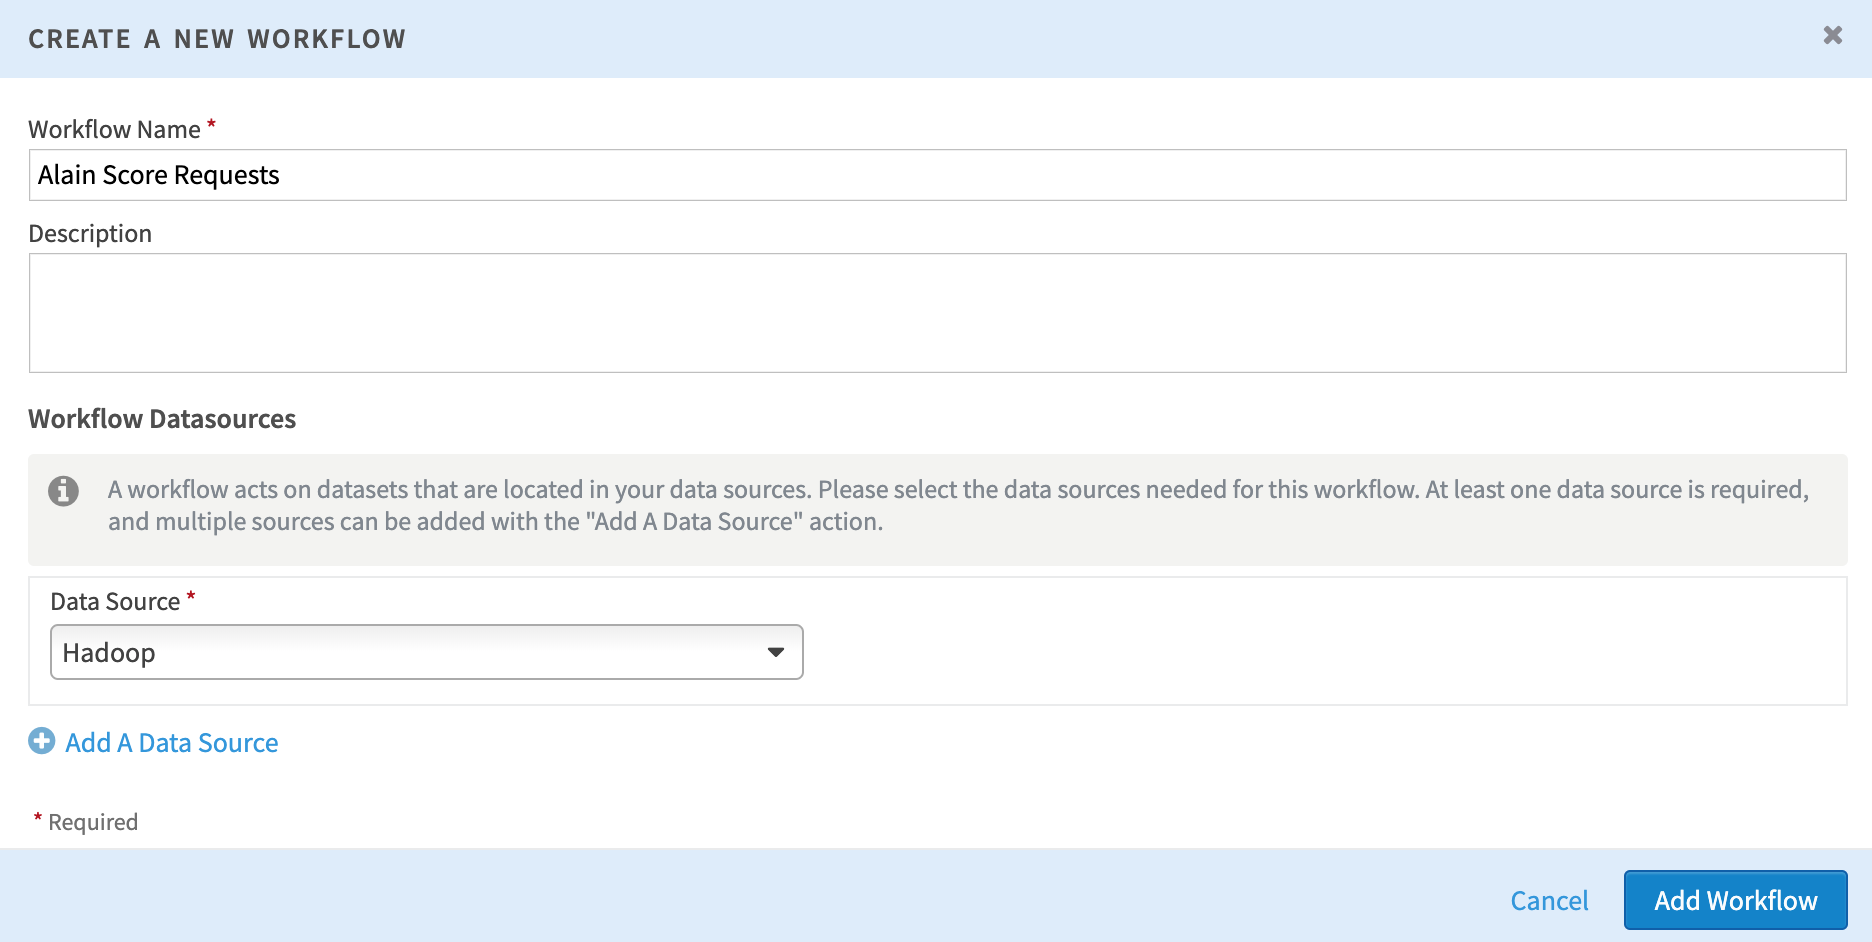 CREATE A NEW WORKFLOW
Workflow Name *
Alain Score Requests
Description
Workflow Datasources
A workflow acts on datasets that are located in your data sources. Please select the data sources needed for this workflow. At least one data source is required,
and multiple sources can be added with the "Add A Data Source" action.
Data Source *
Hadoop
Add A Data Source
* Required
Cancel
Add Workflow